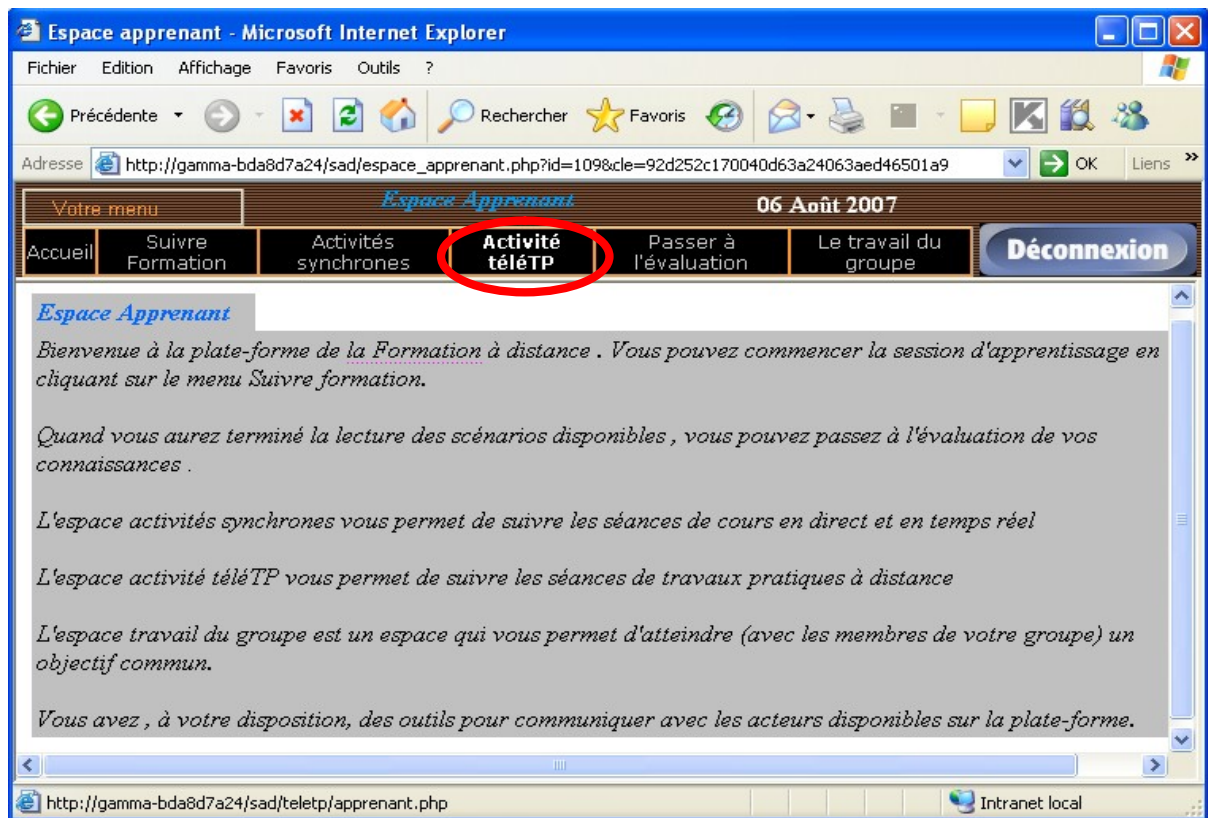 Espace apprenant - Microsoft Internet Explorer
Fichier Edition Affichage Favoris Outils ?
Précédente Rechercher Favoris
Adresse http://gamma-bda8d7a24/sad/espace_apprenant.php?id=109&cle=92d252c170040d63a24063aed46501a9 OK Liens »
Votre menu Espace Apprenant 06 Août 2007
Accueil
Suivre
Formation
Activités
synchrones
Activité
téléTP
Passer à
l'évaluation
Le travail du
groupe
Déconnexion
Espace Apprenant
Bienvenue à la plate-forme de la Formation à distance . Vous pouvez commencer la session d'apprentissage en
cliquant sur le menu Suivre formation.
Quand vous aurez terminé la lecture des scénarios disponibles , vous pouvez passez à l'évaluation de vos
connaissances .
L'espace activités synchrones vous permet de suivre les séances de cours en direct et en temps réel
L'espace activité téléTP vous permet de suivre les séances de travaux pratiques à distance
L'espace travail du groupe est un espace qui vous permet d'atteindre (avec les membres de votre groupe) un
objectif commun.
Vous avez , à votre disposition, des outils pour communiquer avec les acteurs disponibles sur la plate-forme.
http://gamma-bda8d7a24/sad/teletp/apprenant.php Intranet local